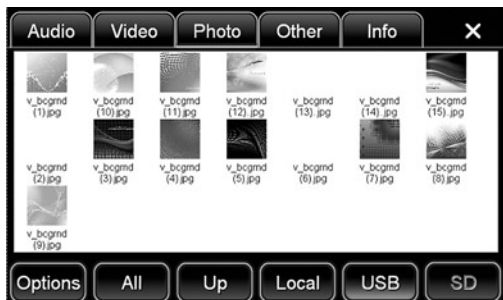 Audio Video Photo Other Info ×
v_bcgrnd v_bcgrnd v_bcgrnd v_bcgrnd v_bcgrnd v_bcgrnd v_bcgrnd
(1).jpg (10).jpg (11).jpg (12).jpg (13).jpg (14).jpg (15).jpg
v_bcgrnd v_bcgrnd v_bcgrnd v_bcgrnd v_bcgrnd v_bcgrnd v_bcgrnd
(2).jpg (3).jpg (4).jpg (5).jpg (6).jpg (7).jpg (8).jpg
v_bcgrnd
(9).jpg
Options All Up Local USB SD